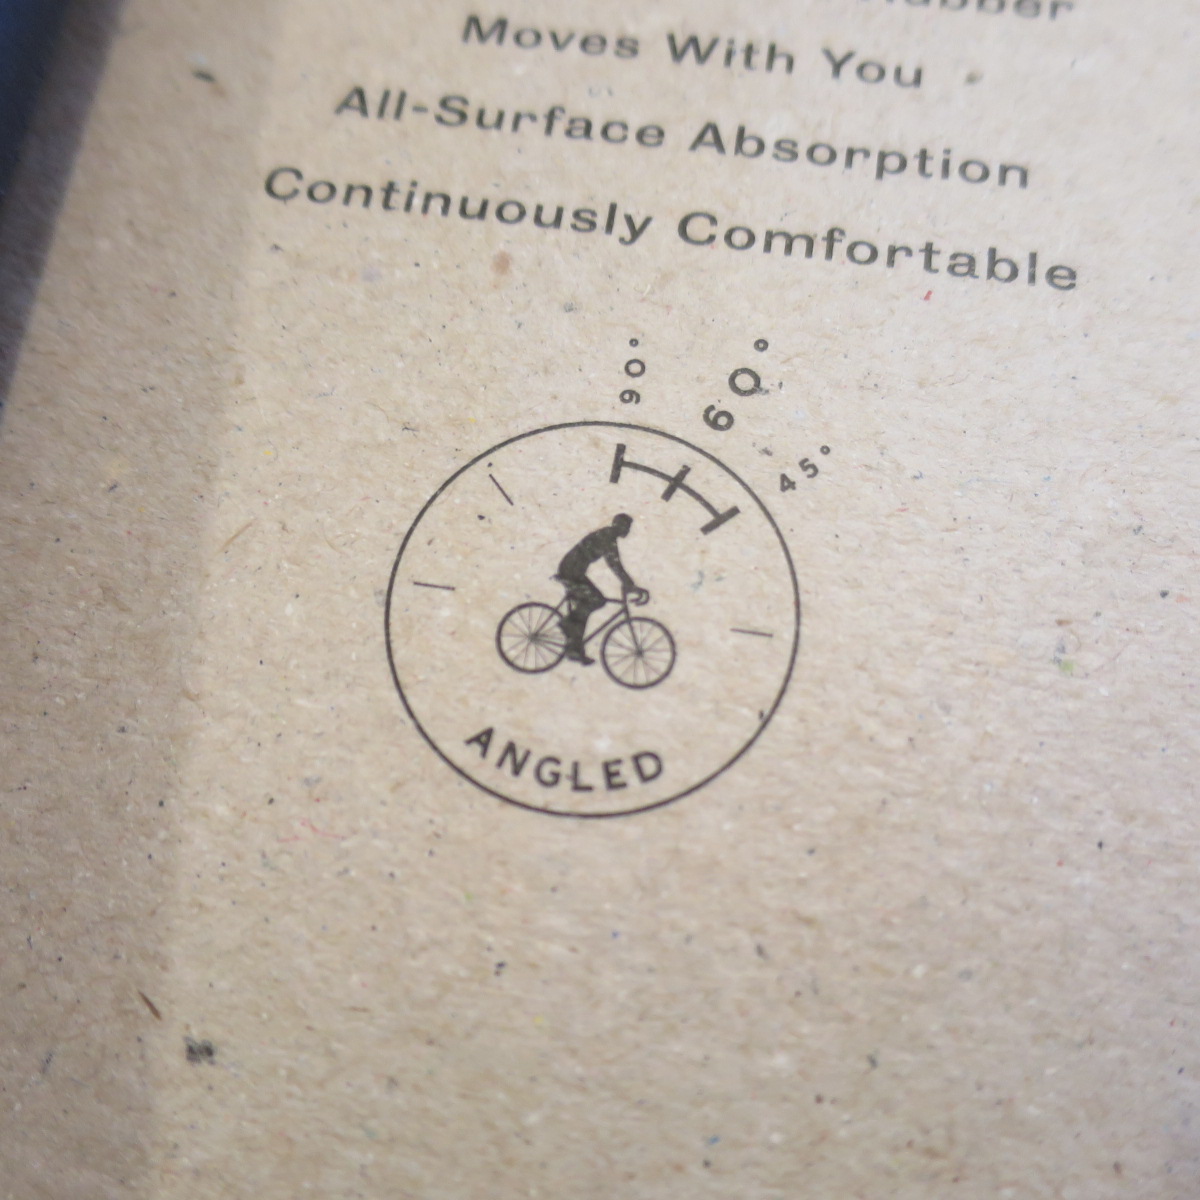 Moves With You
All-Surface Absorption
Continuously Comfortable
90°
60°
45°
ANGLED